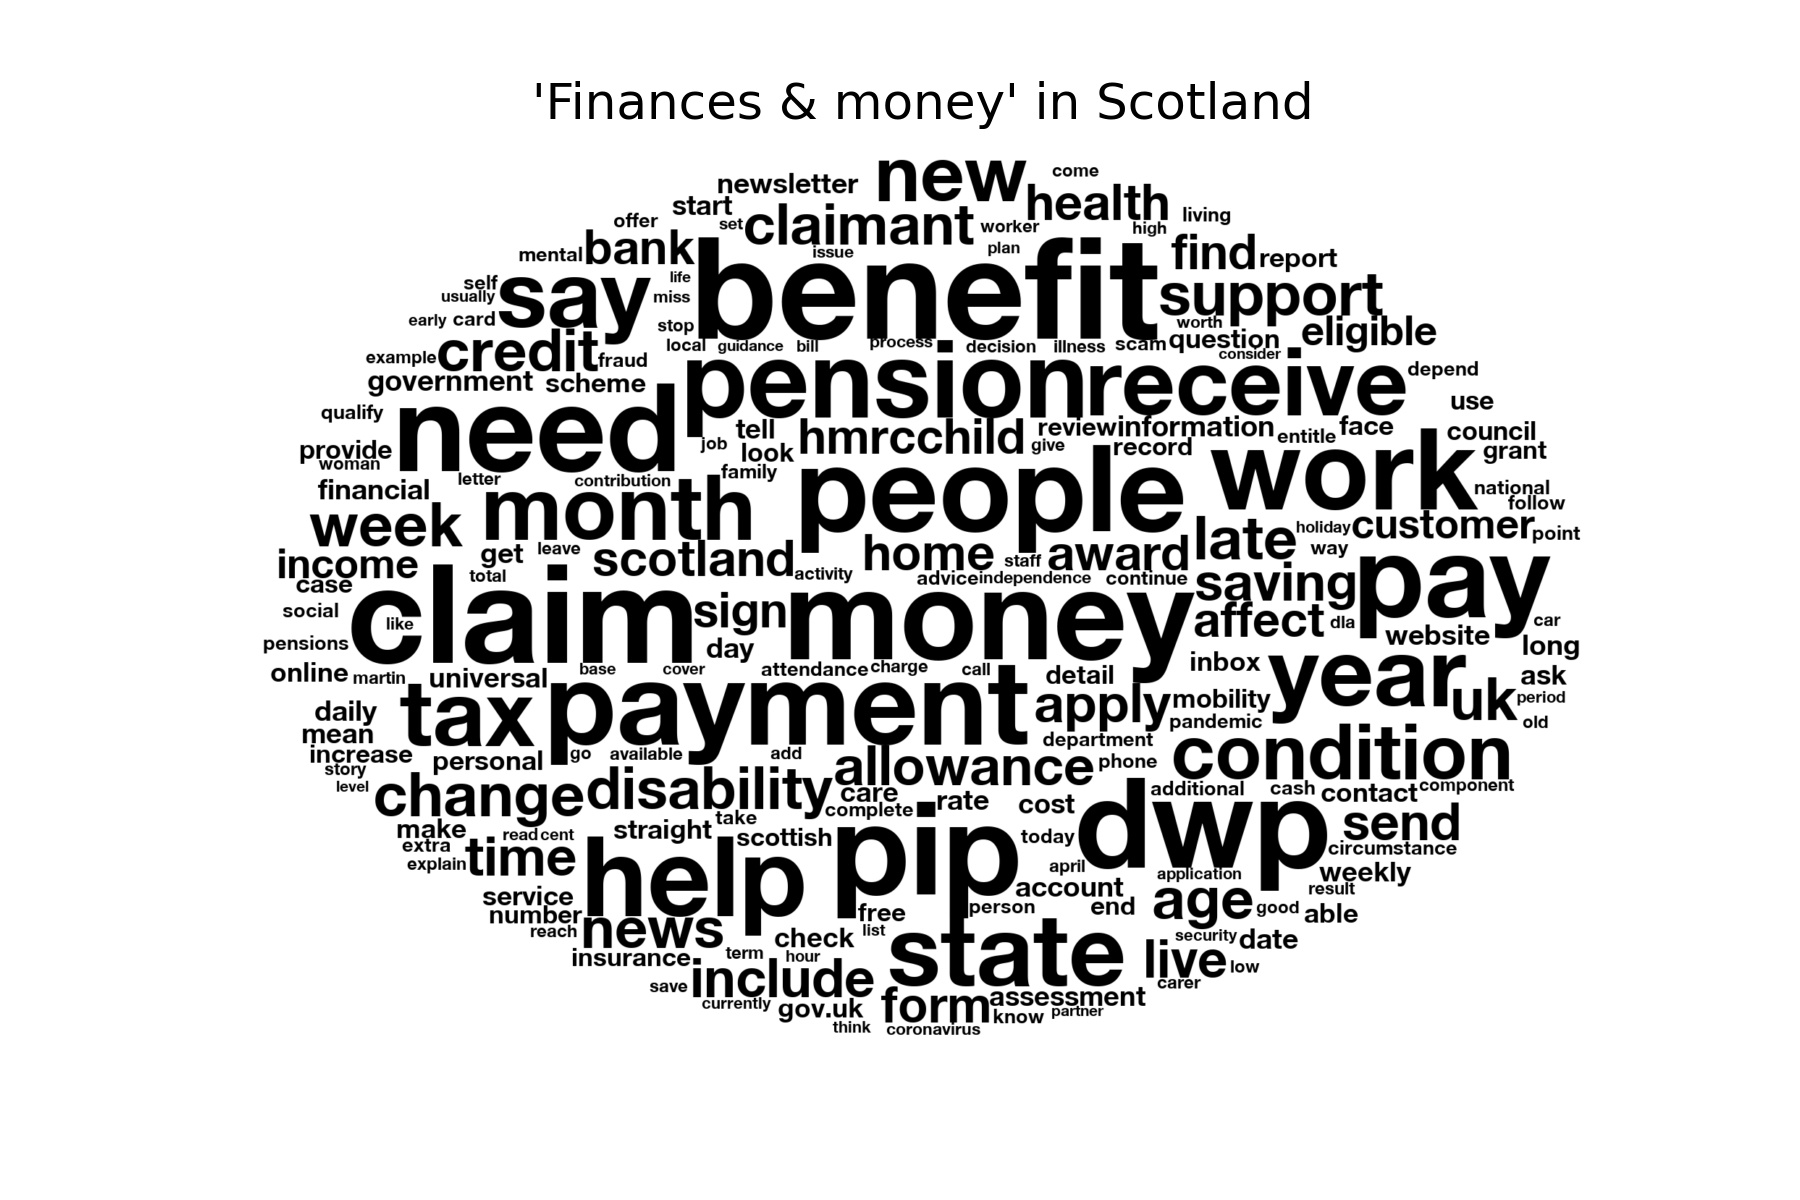 'Finances & money' in Scotland
new come
newsletter health
start claimant living
offer set worker high
bank find
mental issue plan report
benefit
self life support
say miss
usually
early card stop worth eligible
local guidance bill process decision illness scam question
credit consider
example fraud
government scheme pension receive depend
need use
qualify review information entitle face council
tell hmrc child
provide job look give record grant
woman family work
letter contribution people
financial month national
follow
week late holiday customer point
get leave scotland home staff award way
income activity advice independence continue saving pay
case total
social claim like sign money affect dla car
pensions day website long
online martin universal base cover attendance charge call detail inbox year ask
tax payment apply mobility uk period
daily pandemic old
mean department condition
increase personal go available add phone
story allowance
level change disability care additional cash contact component
complete rate cost
make read cent straight take scottish pip today dwp send
extra time circumstance
explain help april application weekly
service account result
number free person end age good able
reach news list
check state security date
insurance term hour live low
save include carer
currently gov.uk form assessment
know partner
think coronavirus